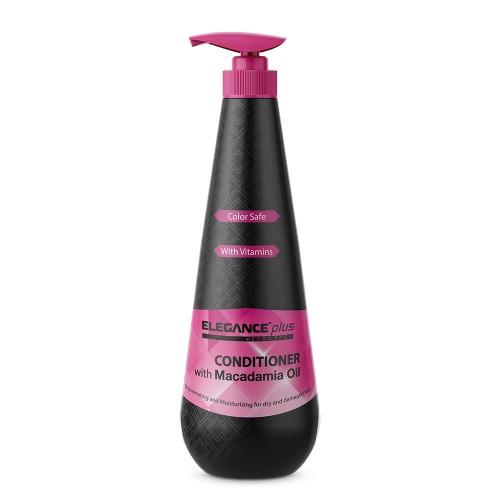 Color Safe
With Vitamins
ELEGANCE® plus
CONDITIONER
with Macadamia Oil
and Moisturizing for dry and damaged